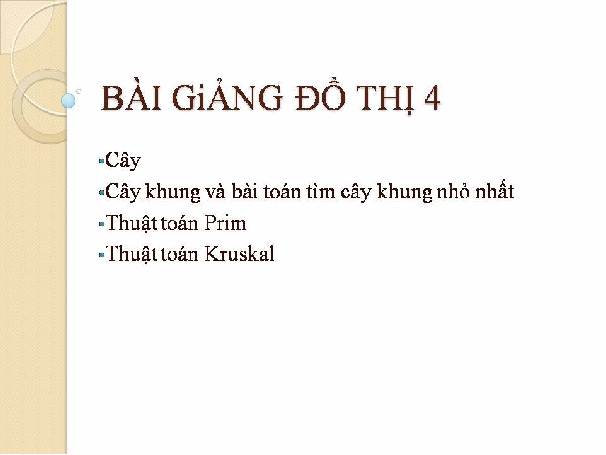 BÀI GiẢNG ĐỒ THỊ 4
Cây
Cây khung và bài toán tìm cây khung nhỏ nhất
Thuật toán Prim
Thuật toán Kruskal